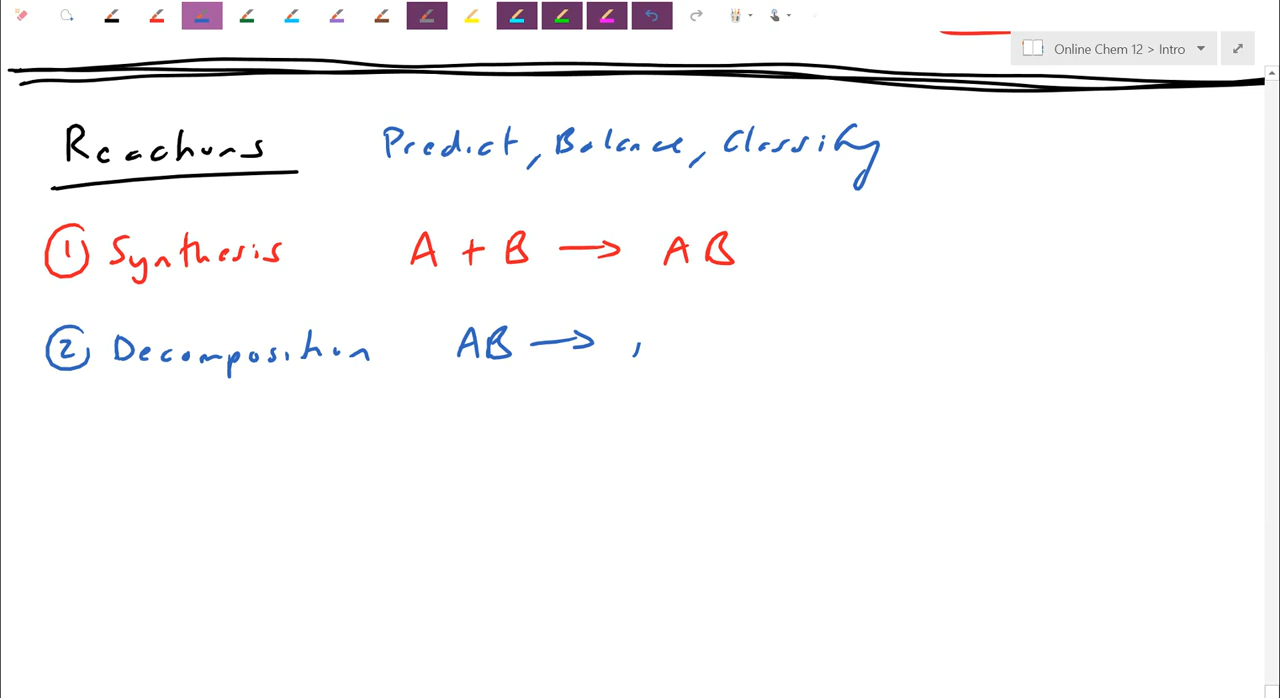 Online Chem 12 > Intro
Reactions Predict, Balance, Classify
① Synthesis A + B → AB
② Decomposition AB →